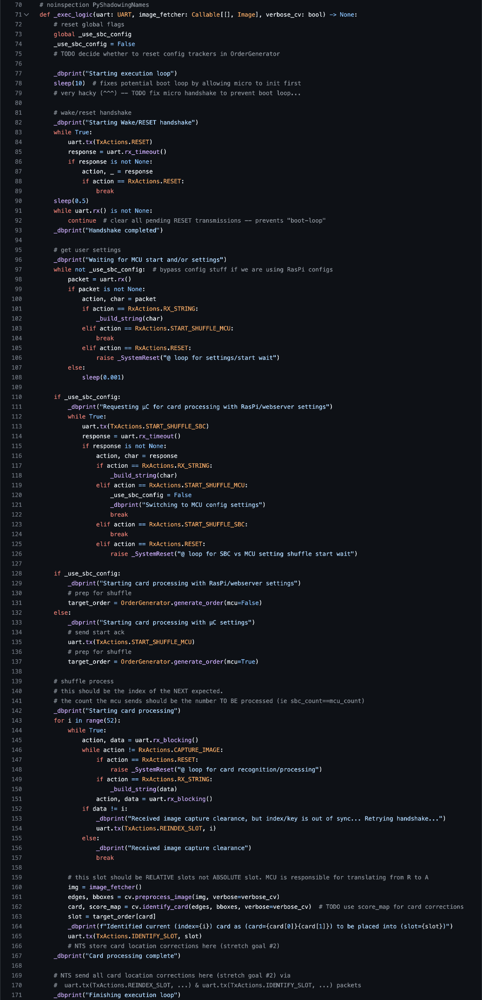 70 # noinspection PyShadowingNames
71 def _exec_logic(uart: UART, image_fetcher: Callable[[], Image], verbose_cv: bool) -> None:
72     # reset global flags
73     global _use_sbc_config
74     _use_sbc_config = False
75     # TODO decide whether to reset config trackers in OrderGenerator
76
77     _dbprint("Starting execution loop")
78     sleep(10)  # fixes potential boot loop by allowing micro to init first
79     # very hacky (^^^) -- TODO fix micro handshake to prevent boot loop...
80
81     # wake/reset handshake
82     _dbprint("Starting Wake/RESET handshake")
83     while True:
84         uart.tx(TxActions.RESET)
85         response = uart.rx_timeout()
86         if response is not None:
87             action, _ = response
88             if action == RxActions.RESET:
89                 break
90     sleep(0.5)
91     while uart.rx() is not None:
92         continue  # clear all pending RESET transmissions -- prevents "boot-loop"
93     _dbprint("Handshake completed")
94
95     # get user settings
96     _dbprint("Waiting for MCU start and/or settings")
97     while not _use_sbc_config:  # bypass config stuff if we are using RasPi configs
98         packet = uart.rx()
99         if packet is not None:
100             action, char = packet
101             if action == RxActions.RX_STRING:
102                 _build_string(char)
103             elif action == RxActions.START_SHUFFLE_MCU:
104                 break
105             elif action == RxActions.RESET:
106                 raise _SystemReset("@ loop for settings/start wait")
107         else:
108             sleep(0.001)
109
110     if _use_sbc_config:
111         _dbprint("Requesting µC for card processing with RasPi/webserver settings")
112         while True:
113             uart.tx(TxActions.START_SHUFFLE_SBC)
114             response = uart.rx_timeout()
115             if response is not None:
116                 action, char = response
117                 if action == RxActions.RX_STRING:
118                     _build_string(char)
119                 elif action == RxActions.START_SHUFFLE_MCU:
120                     _use_sbc_config = False
121                     _dbprint("Switching to MCU config settings")
122                     break
123                 elif action == RxActions.START_SHUFFLE_SBC:
124                     break
125                 elif action == RxActions.RESET:
126                     raise _SystemReset("@ loop for SBC vs MCU setting shuffle start wait")
127
128     if _use_sbc_config:
129         _dbprint("Starting card processing with RasPi/webserver settings")
130         # prep for shuffle
131         target_order = OrderGenerator.generate_order(mcu=False)
132     else:
133         _dbprint("Starting card processing with µC settings")
134         # send start ack
135         uart.tx(TxActions.START_SHUFFLE_MCU)
136         # prep for shuffle
137         target_order = OrderGenerator.generate_order(mcu=True)
138
139     # shuffle process
140     # this should be the index of the NEXT expected.
141     # the count the mcu sends should be the number TO BE processed (ie sbc_count==mcu_count)
142     _dbprint("Starting card processing")
143     for i in range(52):
144         while True:
145             action, data = uart.rx_blocking()
146             while action != RxActions.CAPTURE_IMAGE:
147                 if action == RxActions.RESET:
148                     raise _SystemReset("@ loop for card recognition/processing")
149                 if action == RxActions.RX_STRING:
150                     _build_string(data)
151                 action, data = uart.rx_blocking()
152             if data != i:
153                 _dbprint("Received image capture clearance, but index/key is out of sync... Retrying handshake...")
154                 uart.tx(TxActions.REINDEX_SLOT, i)
155             else:
156                 _dbprint("Received image capture clearance")
157                 break
158
159         # this slot should be RELATIVE slots not ABSOLUTE slot. MCU is responsible for translating from R to A
160         img = image_fetcher()
161         edges, bboxes = cv.preprocess_image(img, verbose=verbose_cv)
162         card, score_map = cv.identify_card(edges, bboxes, verbose=verbose_cv)  # TODO use score_map for card corrections
163         slot = target_order[card]
164         _dbprint(f"Identified current (index={i}) card as (card={card[0]}{card[1]}) to be placed into (slot={slot})")
165         uart.tx(TxActions.IDENTIFY_SLOT, slot)
166         # NTS store card location corrections here (stretch goal #2)
167     _dbprint("Card processing complete")
168
169     # NTS send all card location corrections here (stretch goal #2) via
170     #  uart.tx(TxActions.REINDEX_SLOT, ...) & uart.tx(TxActions.IDENTIFY_SLOT, ...) packets
171     _dbprint("Finishing execution loop")